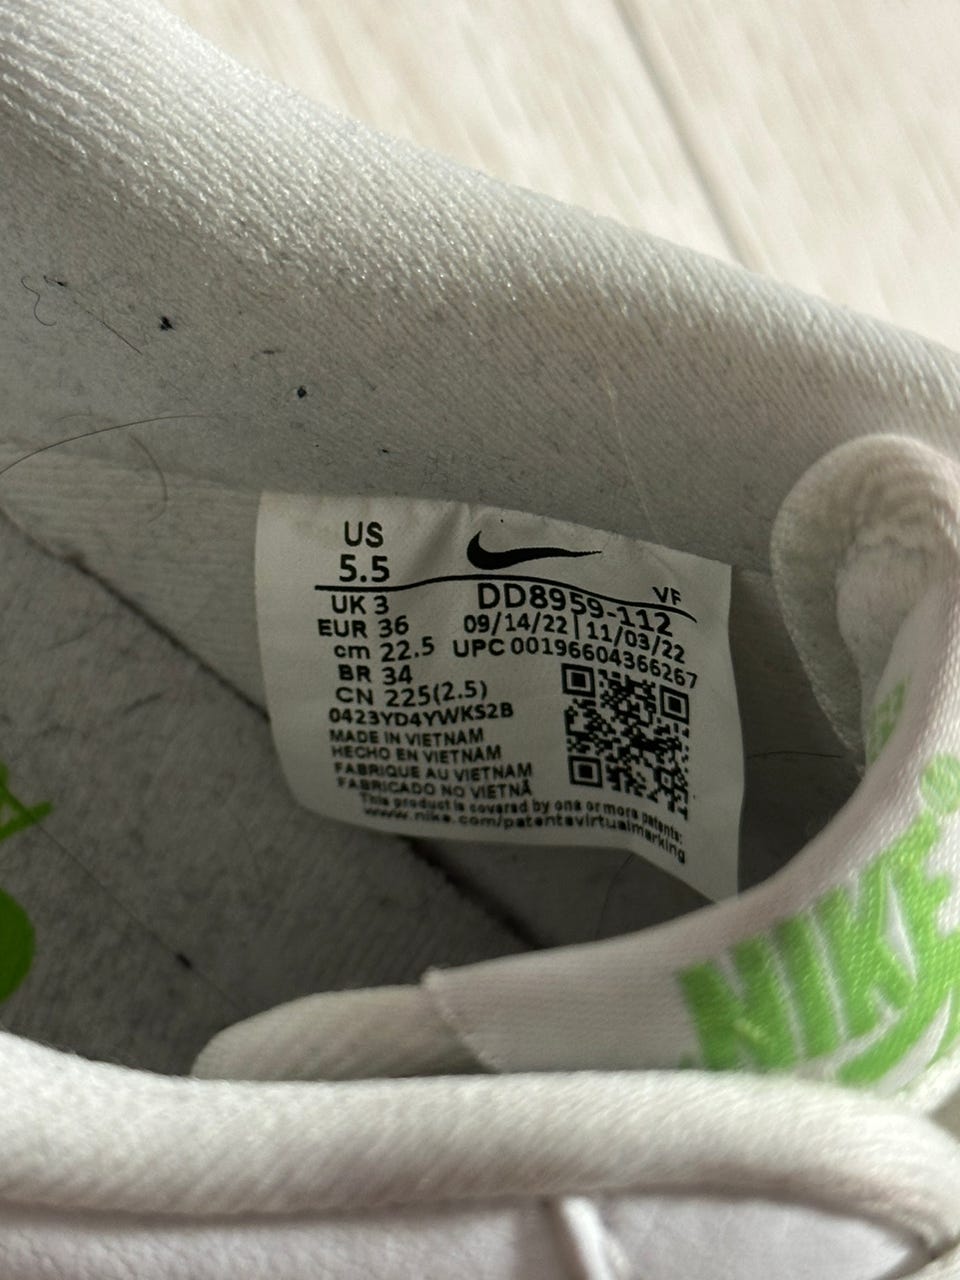 US
5.5
VF
UK 3
DD8959-112
EUR 36
09/14/22 | 11/03/22
cm 22.5
UPC 00196604366267
BR 34
CN 225(2.5)
0423YD4YWKS2B
MADE IN VIETNAM
HECHO EN VIETNAM
FABRIQUE AU VIETNAM
FABRICADO NO VIETNÃ
This product is covered by one or more patents:
www.nike.com/patentsvirtualmarking
NIKE